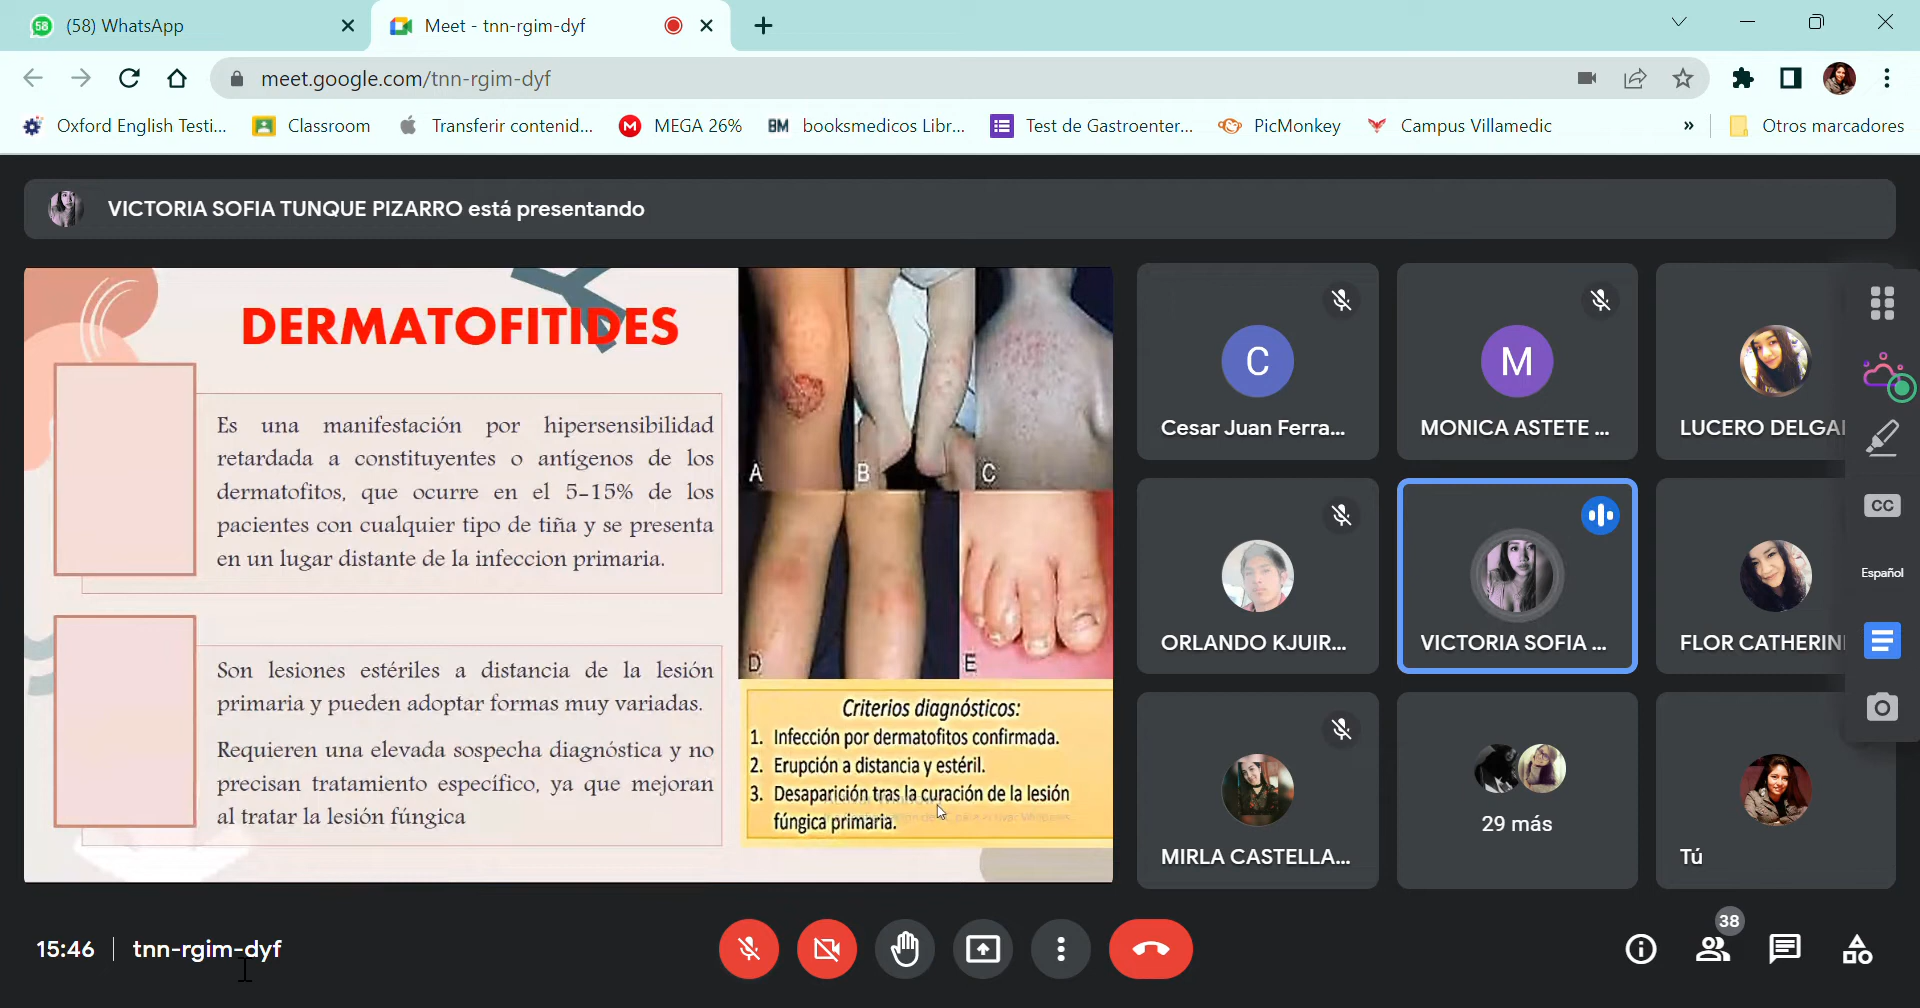 58
(58) WhatsApp
Meet - tnn-rgim-dyf
meet.google.com/tnn-rgim-dyf
Oxford English Testi...
Classroom
Transferir contenid...
M
MEGA 26%
BM
booksmedicos Libr...
Test de Gastroenter...
PicMonkey
Campus Villamedic
»
Otros marcadores
VICTORIA SOFIA TUNQUE PIZARRO está presentando
DERMATOFITIDES
Es una manifestación por hipersensibilidad
retardada a constituyentes o antígenos de los
dermatofitos, que ocurre en el 5-15% de los
pacientes con cualquier tipo de tiña y se presenta
en un lugar distante de la infeccion primaria.
Son lesiones estériles a distancia de la lesión
primaria y pueden adoptar formas muy variadas.
Requieren una elevada sospecha diagnóstica y no
precisan tratamiento específico, ya que mejoran
al tratar la lesión fúngica
A
B
C
D
E
Criterios diagnósticos:
1. Infección por dermatofitos confirmada.
2. Erupción a distancia y estéril.
3. Desaparición tras la curación de la lesión
fúngica primaria.
C
Cesar Juan Ferra...
M
MONICA ASTETE ...
LUCERO DELGA
ORLANDO KJUIR...
VICTORIA SOFIA ...
FLOR CATHERIN
MIRLA CASTELLA...
29 más
Tú
CC
Español
15:46
tnn-rgim-dyf
38